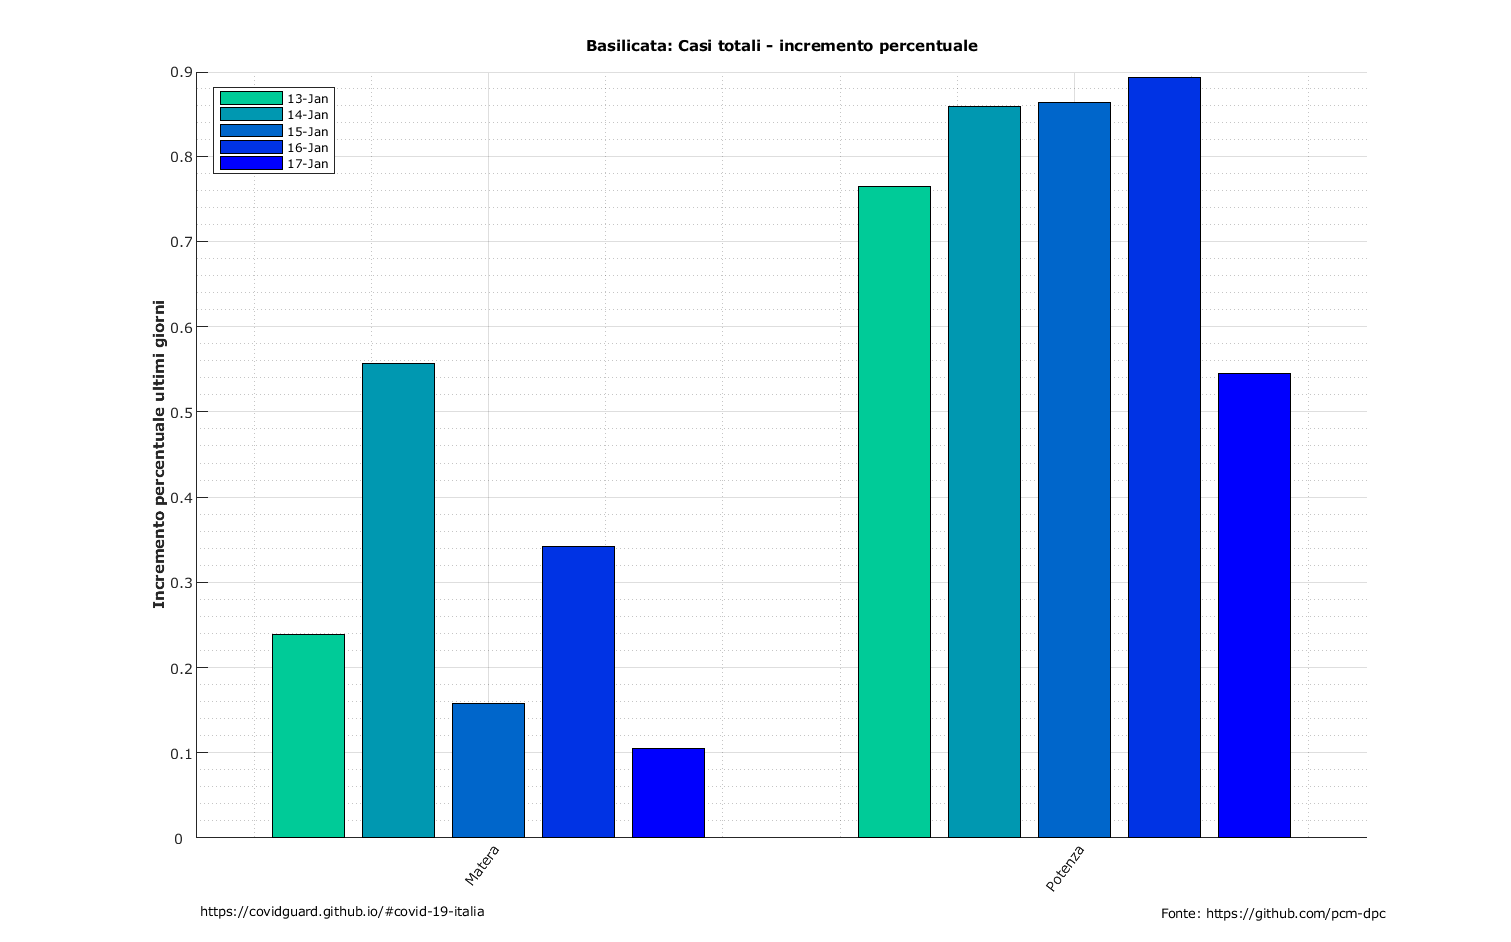 Basilicata: Casi totali - incremento percentuale
Incremento percentuale ultimi giorni
0.9
0.8
0.7
0.6
0.5
0.4
0.3
0.2
0.1
0
13-Jan
14-Jan
15-Jan
16-Jan
17-Jan
Matera
Potenza
https://covidguard.github.io/#covid-19-italia
Fonte: https://github.com/pcm-dpc